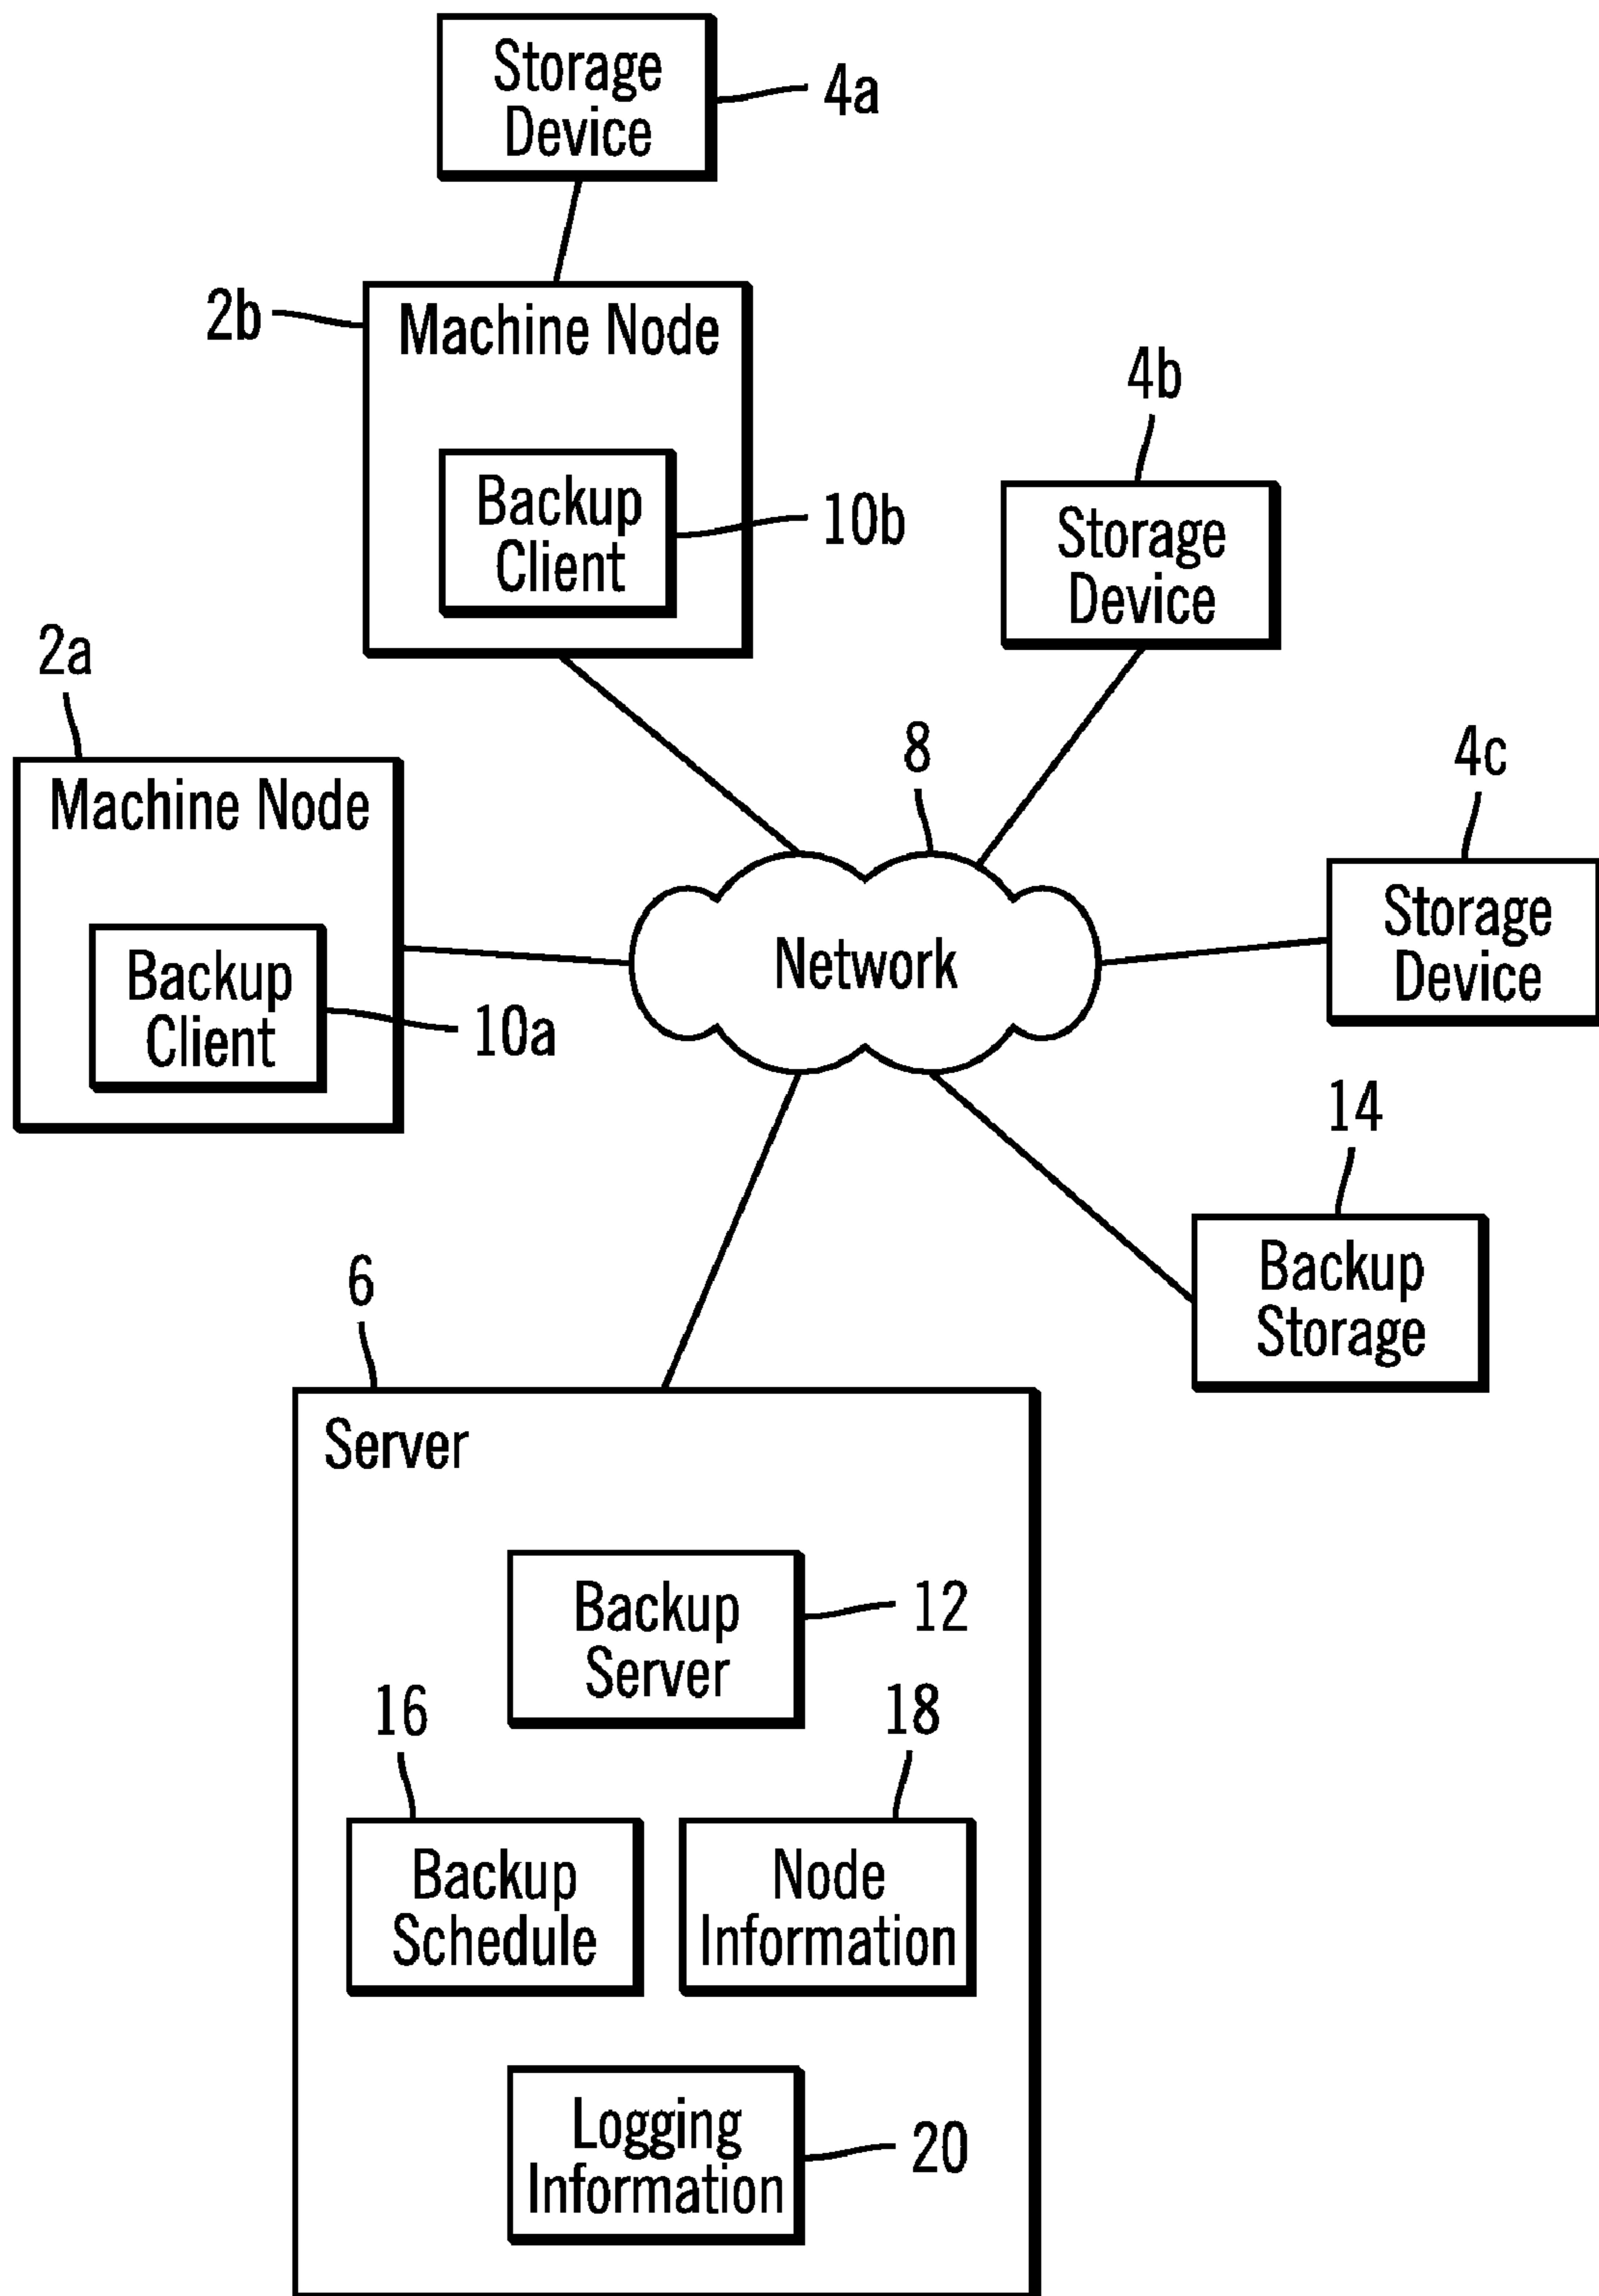 Storage
Device
4a
2b
Machine Node
Backup
Client
10b
4b
Storage
Device
2a
Machine Node
Backup
Client
10a
8
Network
4c
Storage
Device
14
Backup
Storage
6
Server
Backup
Server
12
16
Backup
Schedule
18
Node
Information
Logging
Information
20